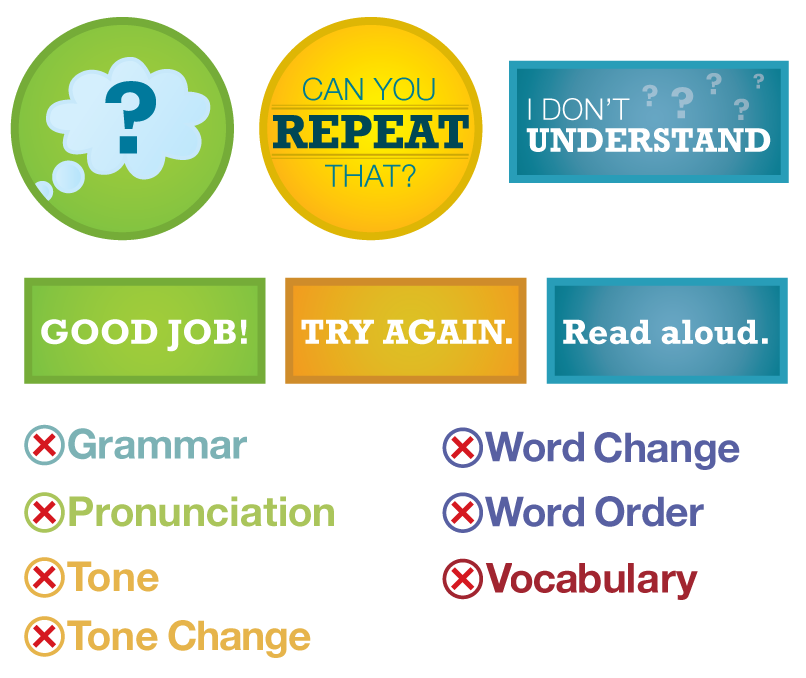 ?
CAN YOU
REPEAT
THAT?
I DON'T ? ? ? ? ?
UNDERSTAND
GOOD JOB!
TRY AGAIN.
Read aloud.
Grammar
Pronunciation
Tone
Tone Change
Word Change
Word Order
Vocabulary